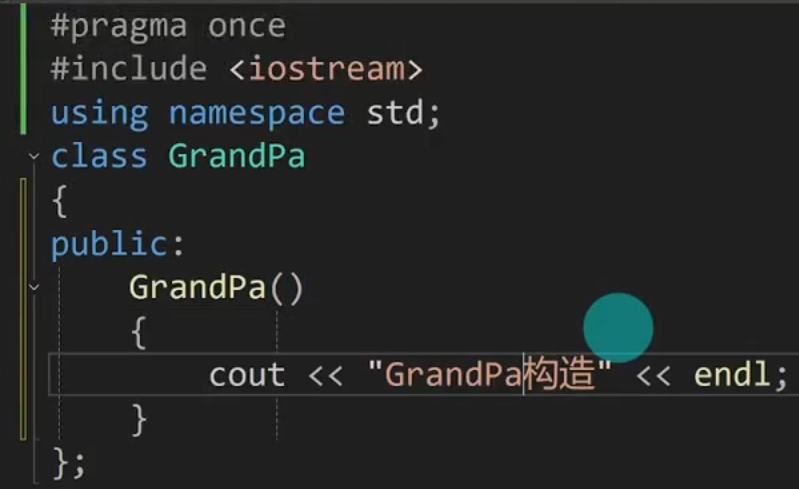 #pragma once
#include <iostream>
using namespace std;
class GrandPa
{
public:
GrandPa()
{
cout << "GrandPa构造" << endl;
}
};